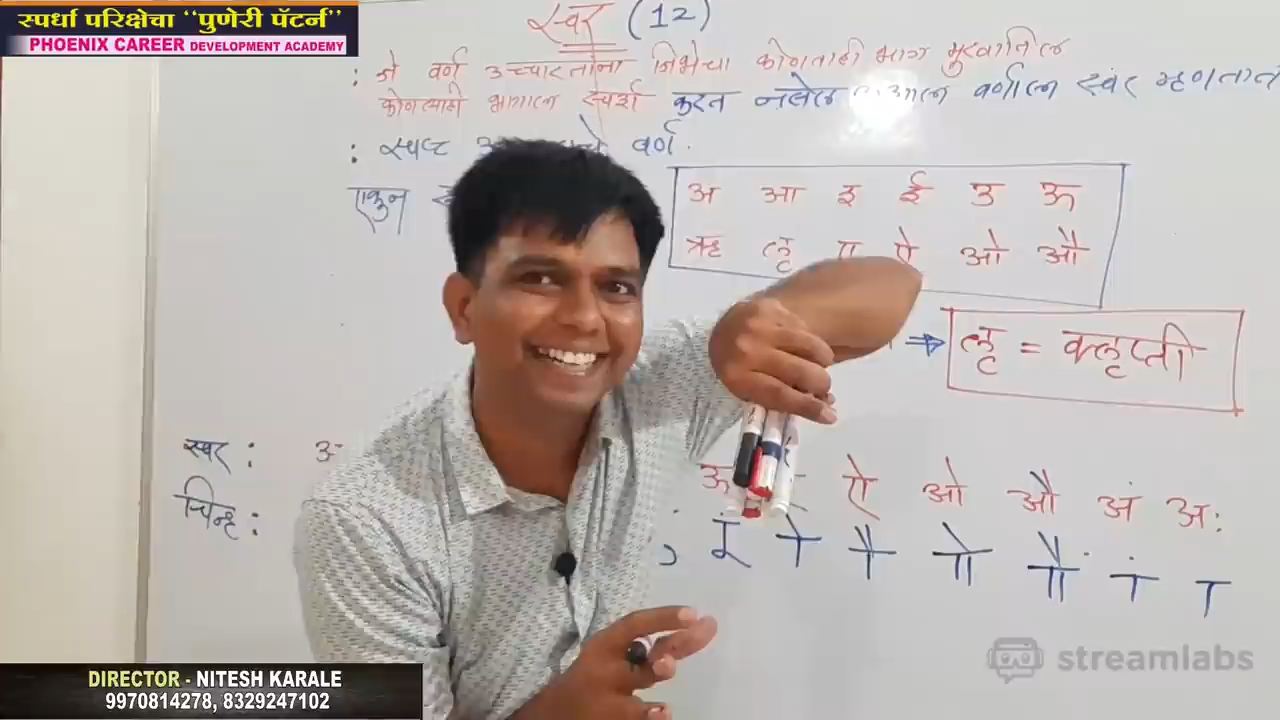 स्पर्धा परिक्षेचा "पुणेरी पॅटर्न"
PHOENIX CAREER DEVELOPMENT ACADEMY
स्वर (12)
: जे वर्ण उच्चारतांना जिभेचा कोणताही भाग मुखातिल
कोणत्याही भागाला स्पर्श करत नसेल वर्णाला स्वर म्हणतात
: स्पष्ट वर्ण.
एकुन
अ आ इ ई उ ऊ
ऋ लृ ए ऐ ओ औ
⇒ लृ = क्लृप्ती
स्वर : अ ऊ ऐ ओ औ अं अः
चिन्ह :
DIRECTOR - NITESH KARALE
9970814278, 8329247102
streamlabs